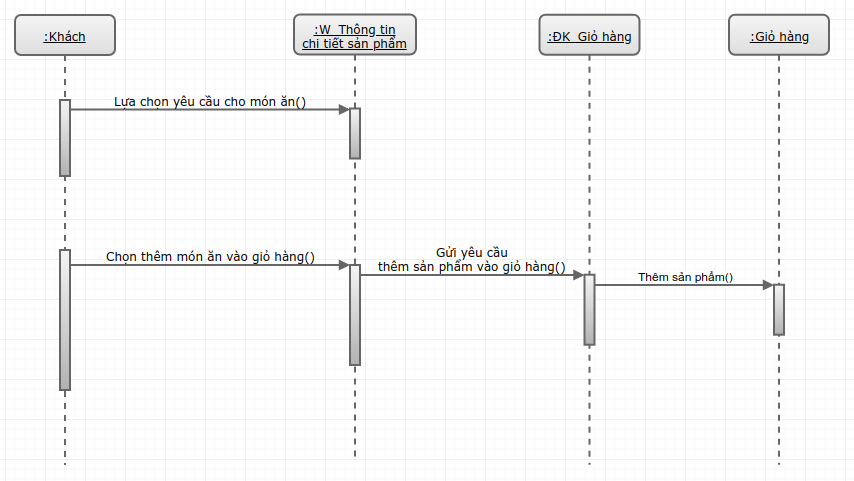 :Khách
:W_Thông tin
chi tiết sản phẩm
:ĐK_Giỏ hàng
:Giỏ hàng
Lựa chọn yêu cầu cho món ăn()
Chọn thêm món ăn vào giỏ hàng()
Gửi yêu cầu
thêm sản phẩm vào giỏ hàng()
Thêm sản phẩm()